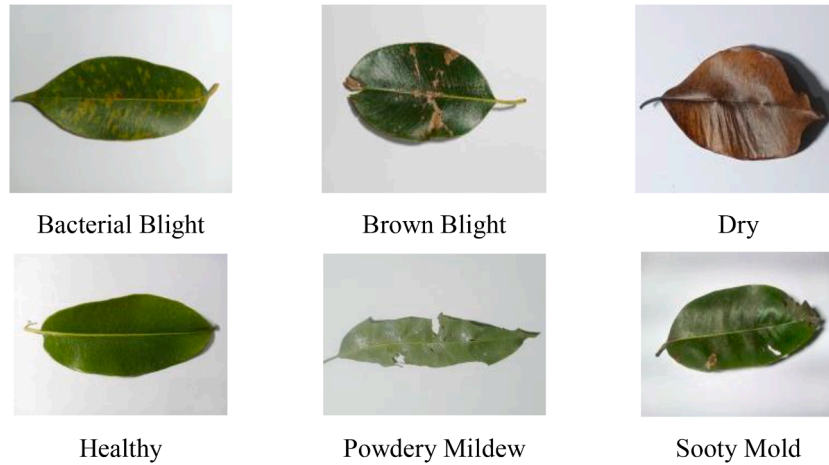 Bacterial Blight
Brown Blight
Dry
Healthy
Powdery Mildew
Sooty Mold